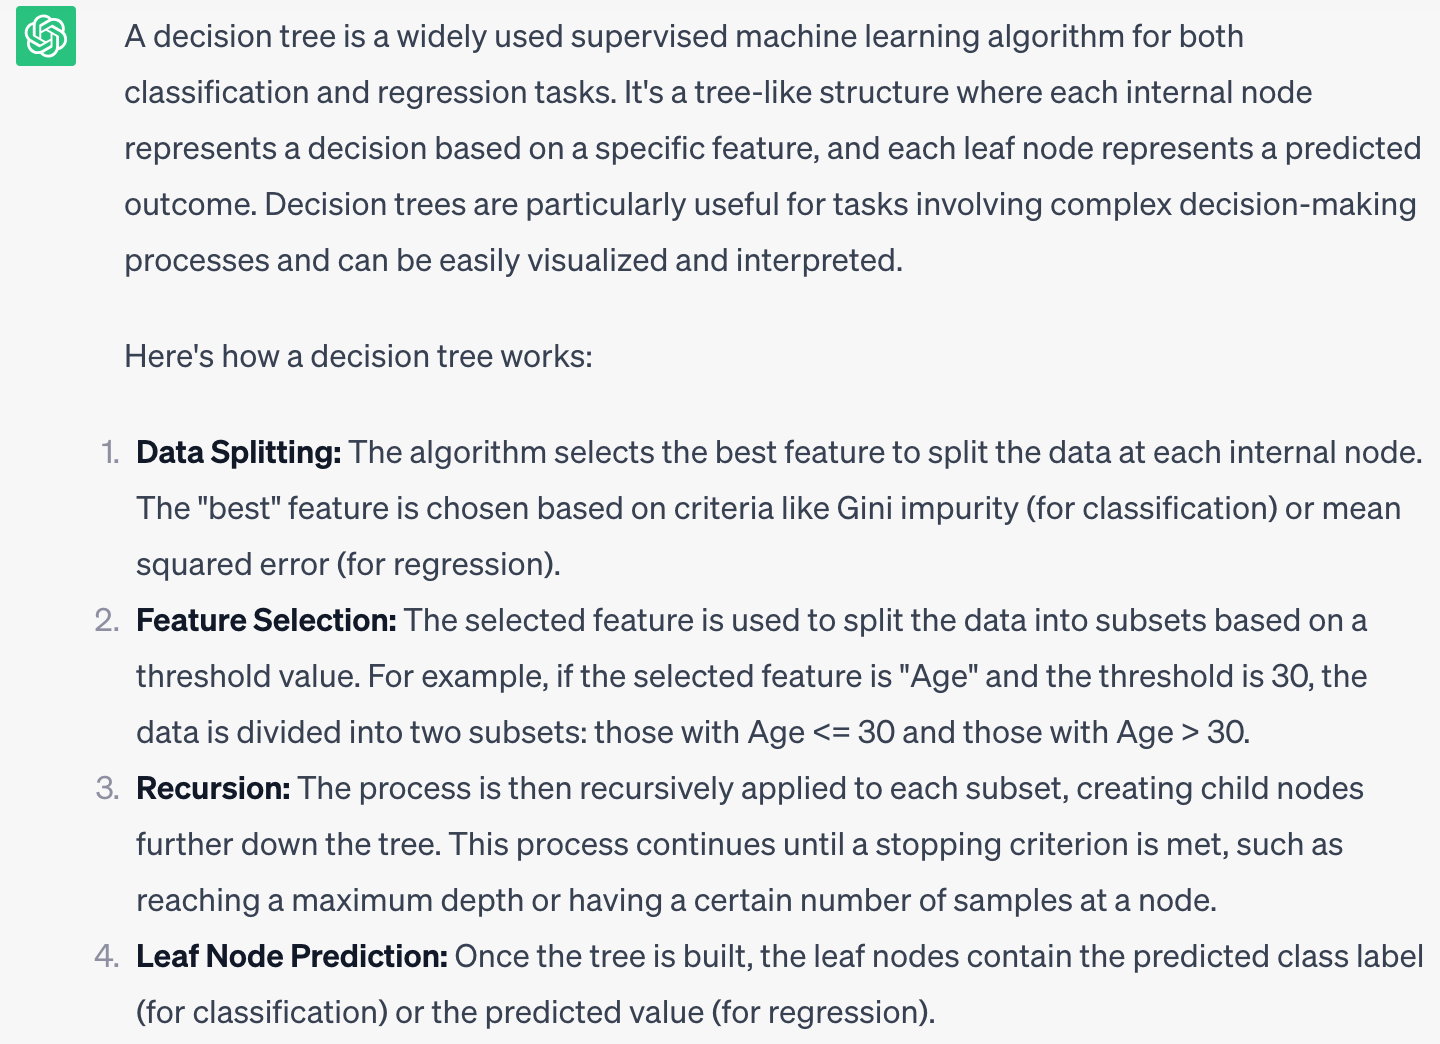 A decision tree is a widely used supervised machine learning algorithm for both
classification and regression tasks. It's a tree-like structure where each internal node
represents a decision based on a specific feature, and each leaf node represents a predicted
outcome. Decision trees are particularly useful for tasks involving complex decision-making
processes and can be easily visualized and interpreted.
Here's how a decision tree works:
1. Data Splitting: The algorithm selects the best feature to split the data at each internal node.
The "best" feature is chosen based on criteria like Gini impurity (for classification) or mean
squared error (for regression).
2. Feature Selection: The selected feature is used to split the data into subsets based on a
threshold value. For example, if the selected feature is "Age" and the threshold is 30, the
data is divided into two subsets: those with Age <= 30 and those with Age > 30.
3. Recursion: The process is then recursively applied to each subset, creating child nodes
further down the tree. This process continues until a stopping criterion is met, such as
reaching a maximum depth or having a certain number of samples at a node.
4. Leaf Node Prediction: Once the tree is built, the leaf nodes contain the predicted class label
(for classification) or the predicted value (for regression).